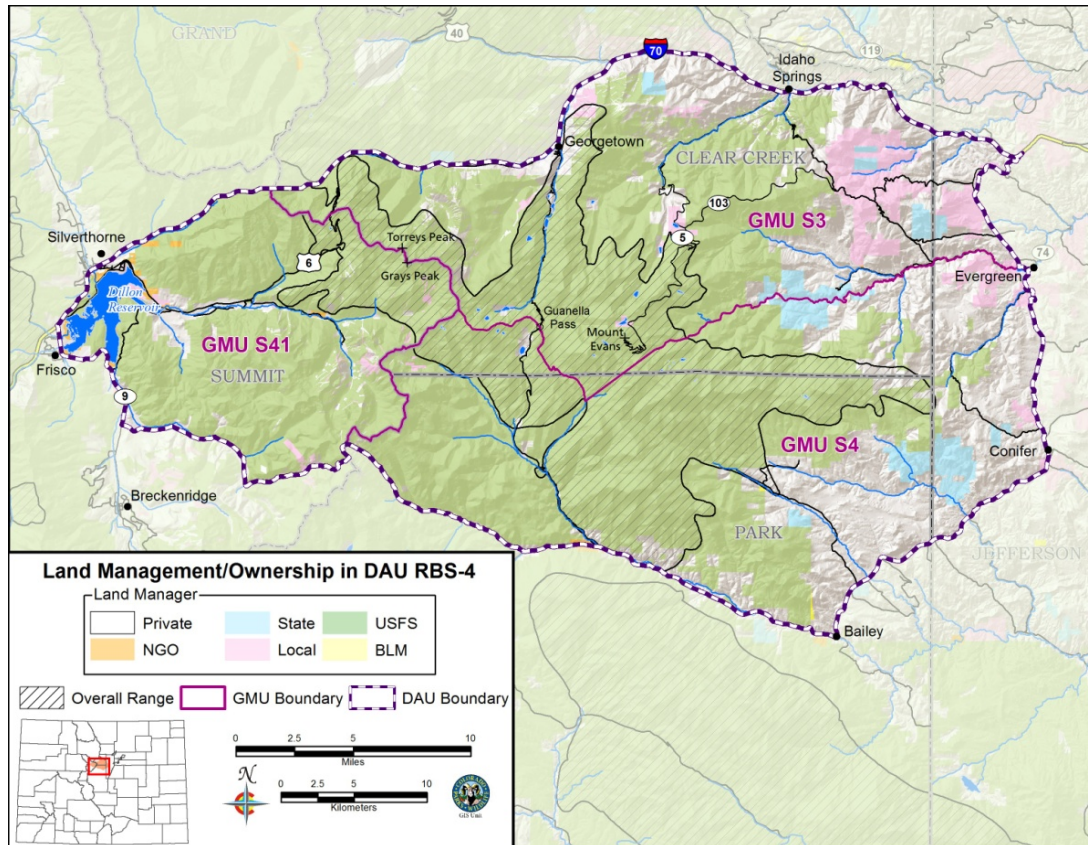 GRAND
40
70
119
Idaho
Springs
Georgetown
CLEAR CREEK
103
GMU S3
5
Silverthorne
Torreys Peak
6
Grays Peak
74
Evergreen
Dillon
Reservoir
Guanella
Pass
Mount
Evans
GMU S41
SUMMIT
Frisco
9
GMU S4
Conifer
Breckenridge
PARK
JEFFERSON
Bailey
Land Management/Ownership in DAU RBS-4
Land Manager
Private
State
USFS
NGO
Local
BLM
Overall Range
GMU Boundary
DAU Boundary
0 2.5 5 10
Miles
N
0 2.5 5 10
Kilometers
GIS Unit